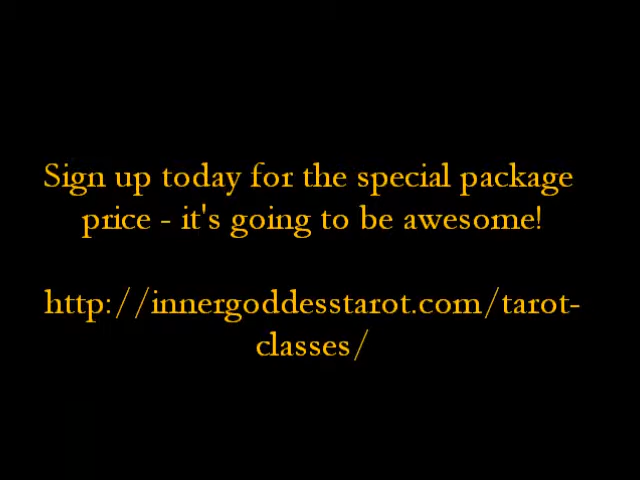 Sign up today for the special package
price - it's going to be awesome!
http://innergoddesstarot.com/tarot-
classes/